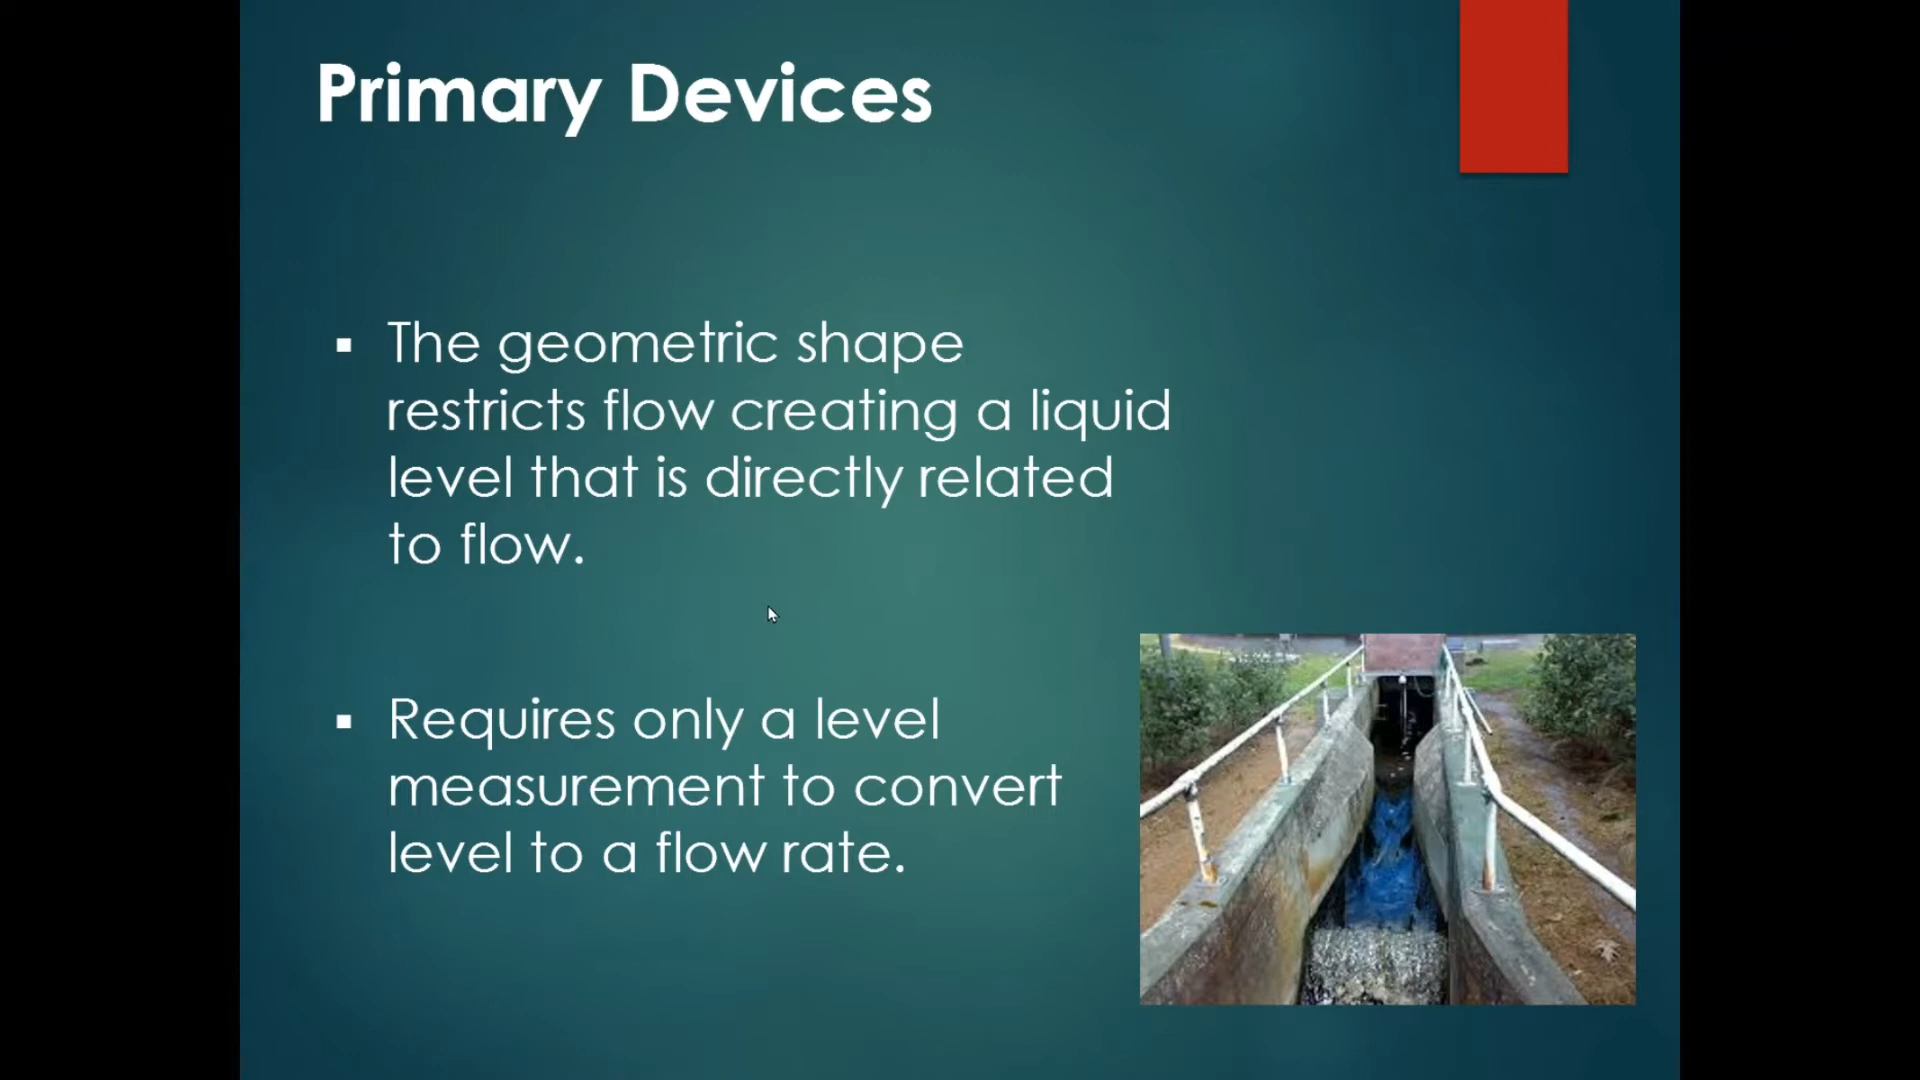 Primary Devices
The geometric shape
restricts flow creating a liquid
level that is directly related
to flow.
Requires only a level
measurement to convert
level to a flow rate.